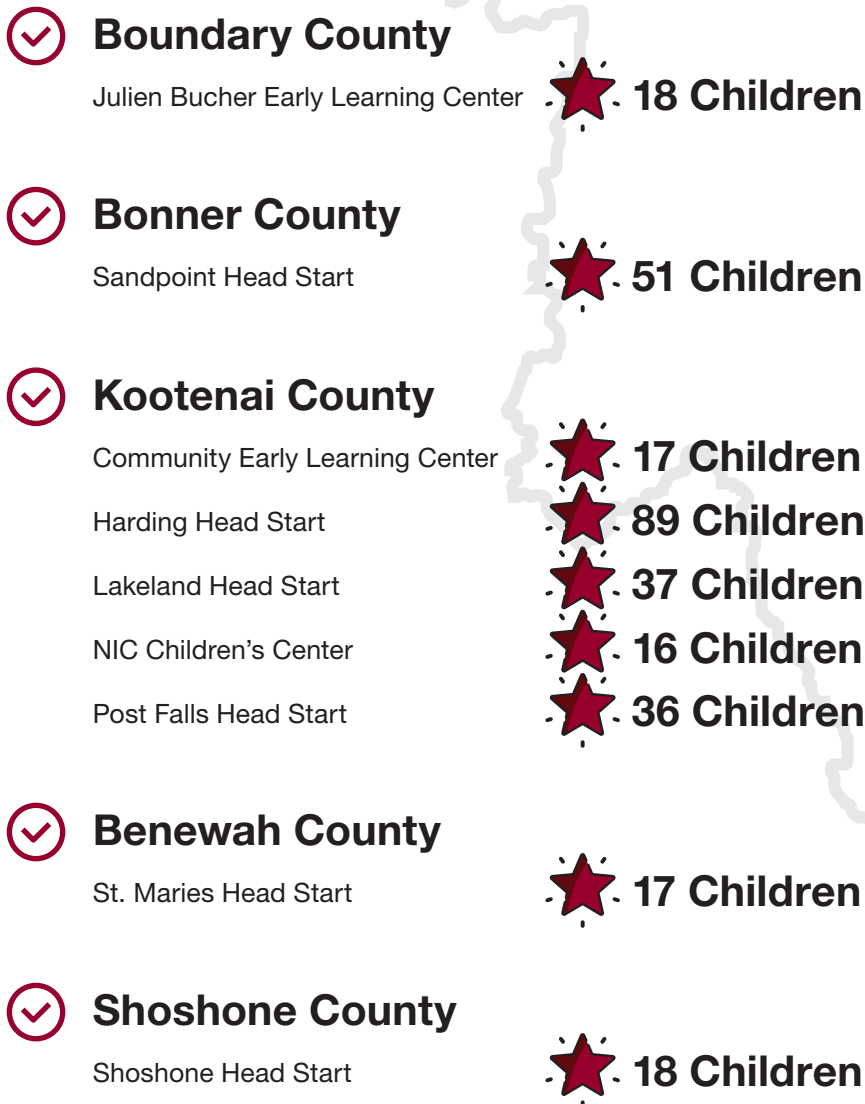 Boundary County
Julien Bucher Early Learning Center 18 Children
Bonner County
Sandpoint Head Start 51 Children
Kootenai County
Community Early Learning Center 17 Children
Harding Head Start 89 Children
Lakeland Head Start 37 Children
NIC Children’s Center 16 Children
Post Falls Head Start 36 Children
Benewah County
St. Maries Head Start 17 Children
Shoshone County
Shoshone Head Start 18 Children